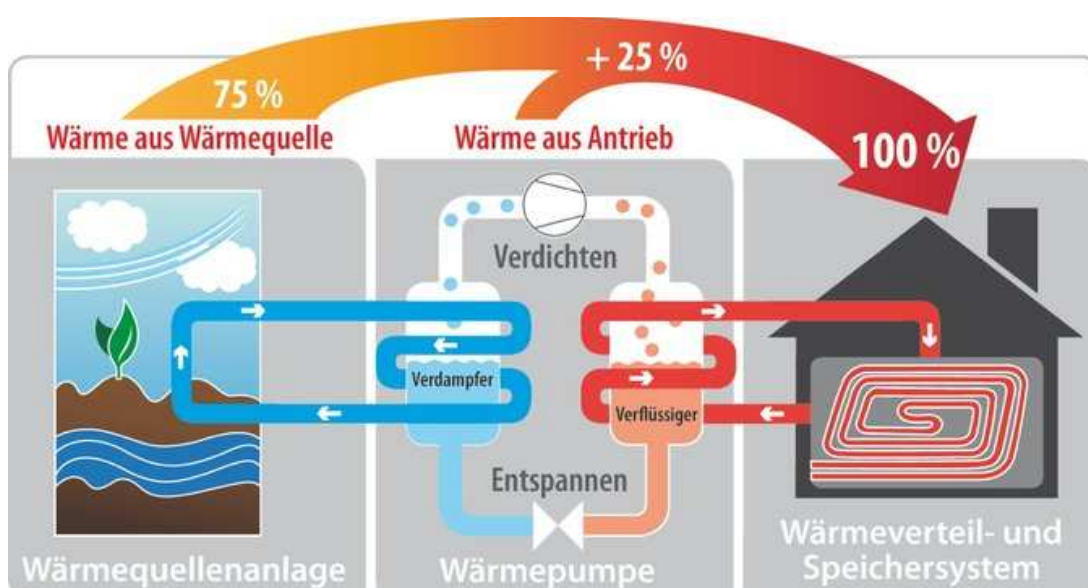 75 %
+ 25 %
100 %
Wärme aus Wärmequelle
Wärme aus Antrieb
Verdichten
Verdampfer
Verflüssiger
Entspannen
Wärmequellenanlage
Wärmepumpe
Wärmeverteil- und
Speichersystem